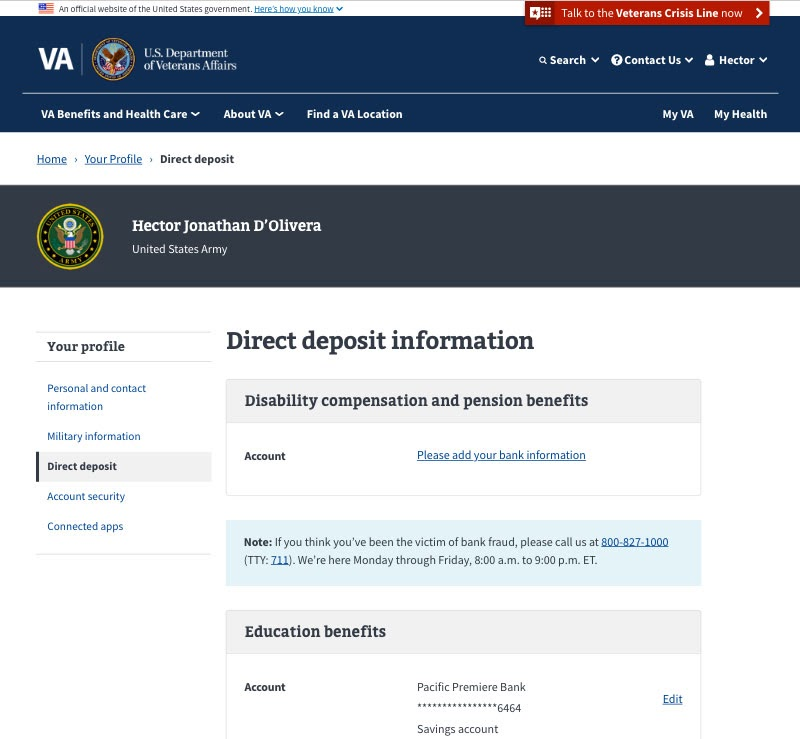 An official website of the United States government. Here's how you know
Talk to the Veterans Crisis Line now
VA
U.S. Department
of Veterans Affairs
Search
Contact Us
Hector
VA Benefits and Health Care
About VA
Find a VA Location
My VA
My Health
Home › Your Profile › Direct deposit
UNITED STATES
ARMY
Hector Jonathan D’Olivera
United States Army
Your profile
Personal and contact
information
Military information
Direct deposit
Account security
Connected apps
Direct deposit information
Disability compensation and pension benefits
Account
Please add your bank information
Note: If you think you’ve been the victim of bank fraud, please call us at 800-827-1000
(TTY: 711). We’re here Monday through Friday, 8:00 a.m. to 9:00 p.m. ET.
Education benefits
Account
Pacific Premiere Bank
****************6464
Savings account
Edit